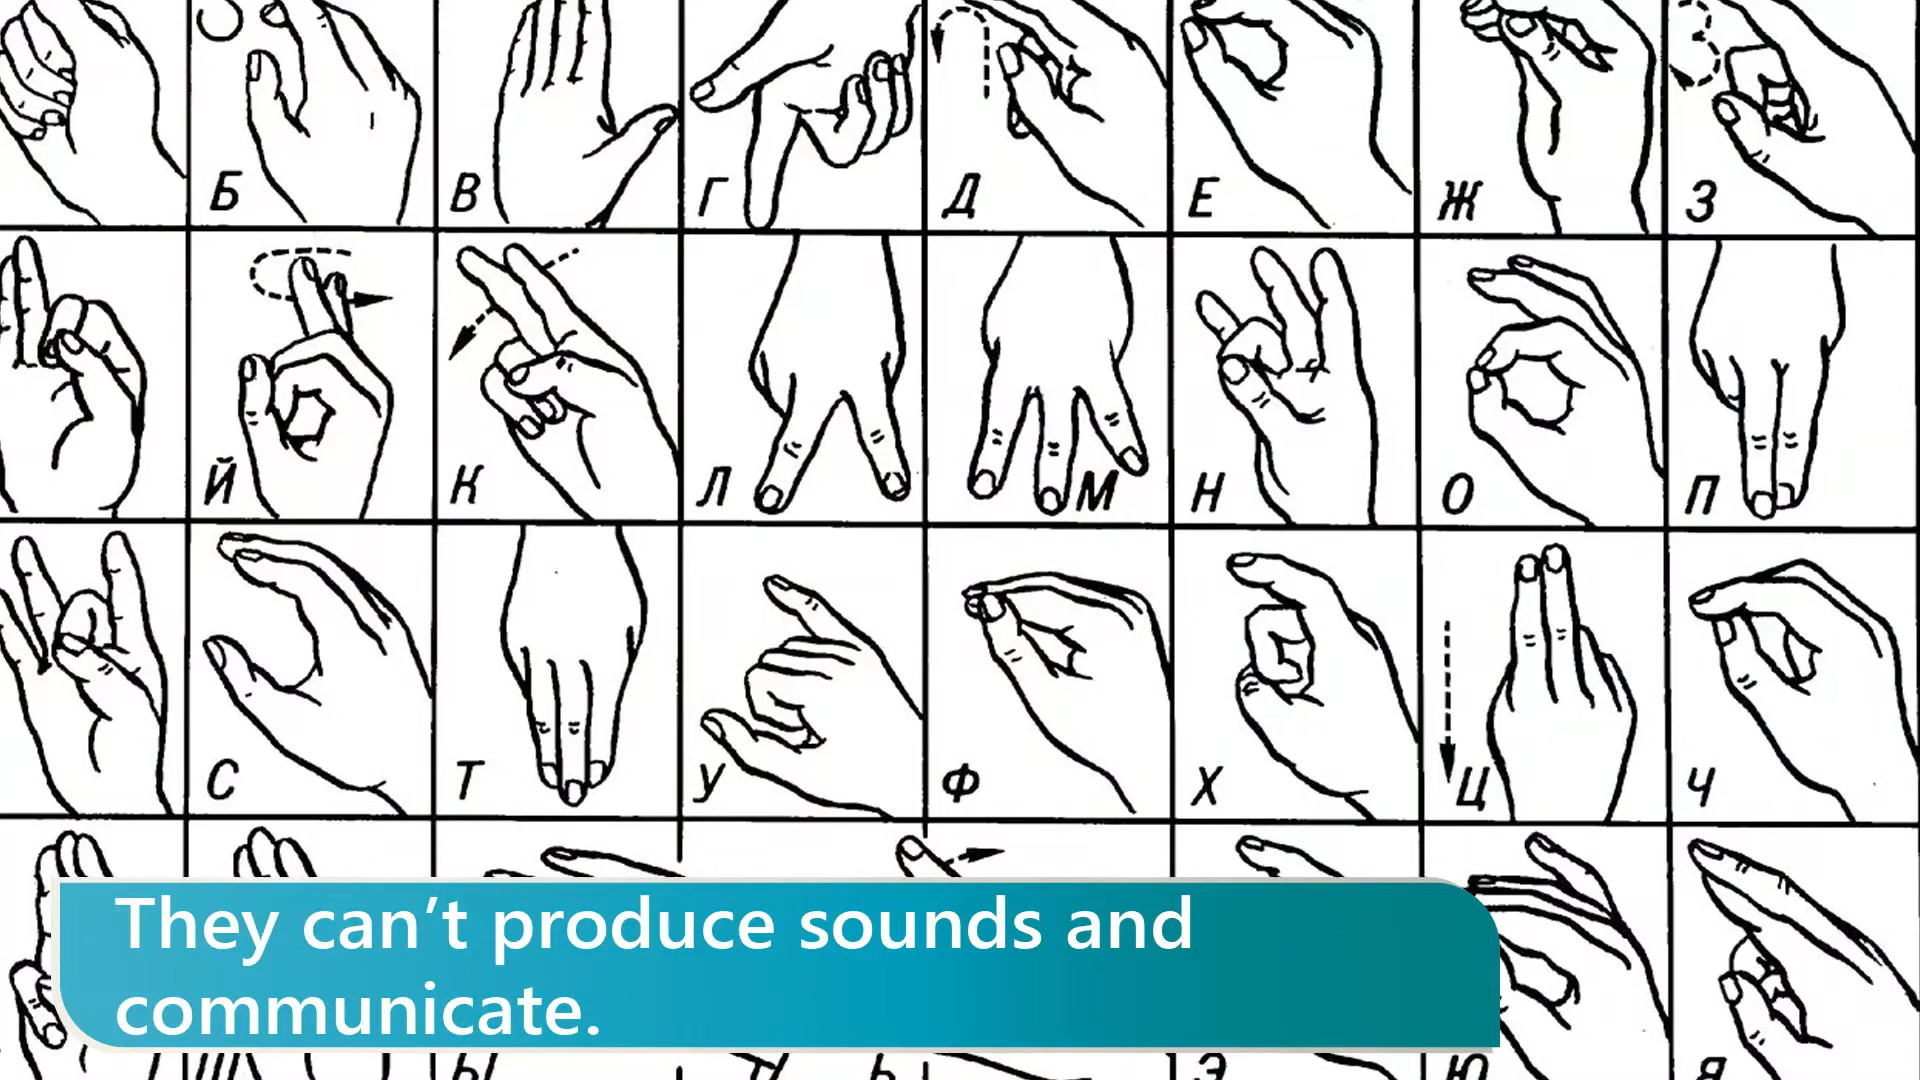 Б В Г Д Е Ж З
Й К Л М Н О П
С Т У Ф Х Ц Ч
They can’t produce sounds and
communicate.
Э Ю Я